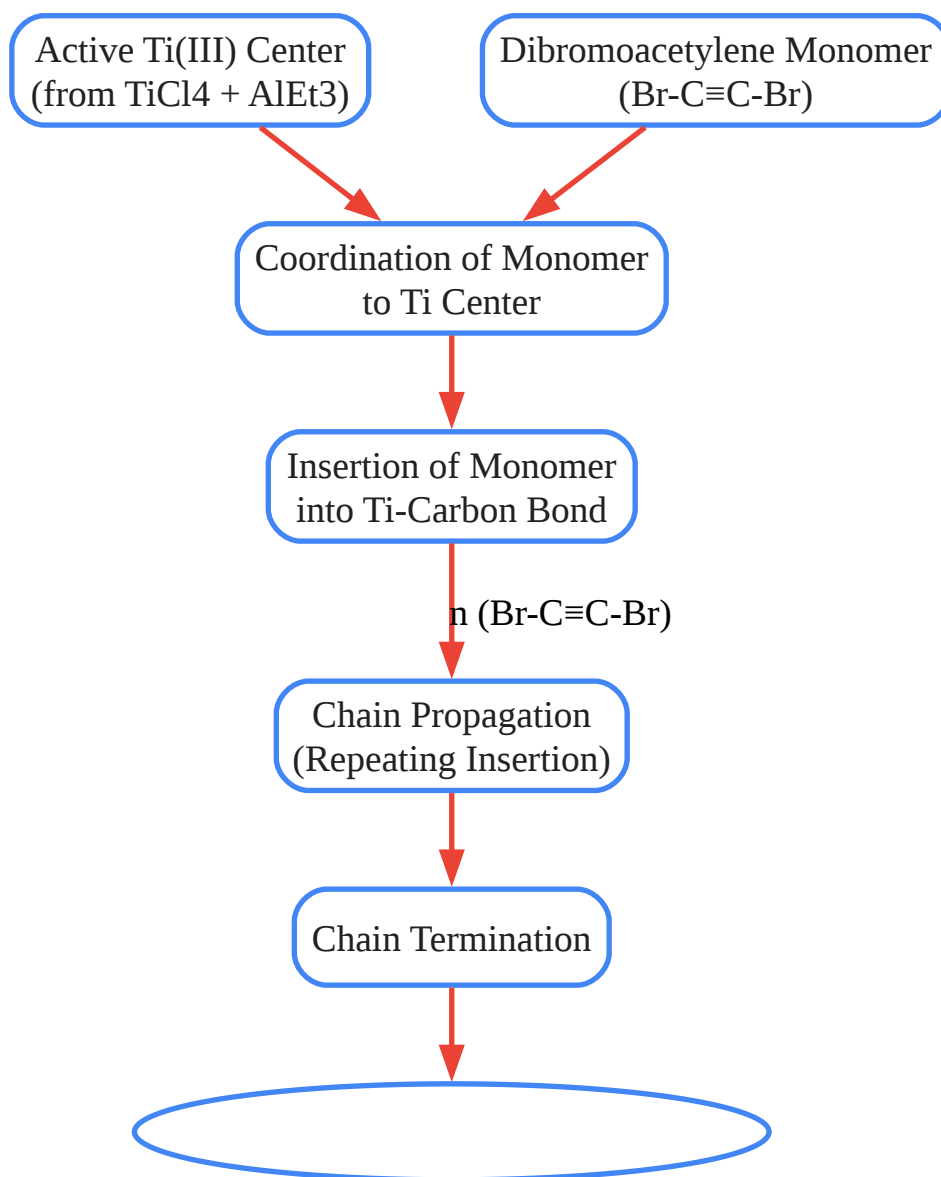 Active Ti(III) Center
(from TiCl4 + AlEt3)
Dibromoacetylene Monomer
(Br-C≡C-Br)
Coordination of Monomer
to Ti Center
Insertion of Monomer
into Ti-Carbon Bond
n (Br-C≡C-Br)
Chain Propagation
(Repeating Insertion)
Chain Termination